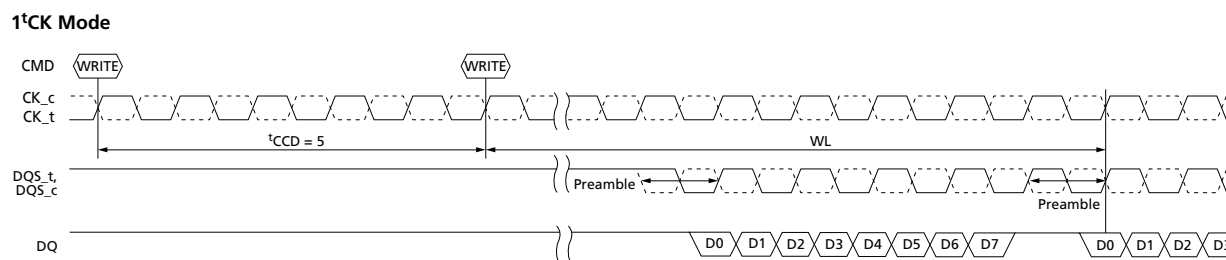 1tCK Mode
CMD WRITE WRITE
CK_c
CK_t
tCCD = 5 WL
DQS_t,
DQS_c
Preamble
Preamble
DQ D0 D1 D2 D3 D4 D5 D6 D7 D0 D1 D2 D3